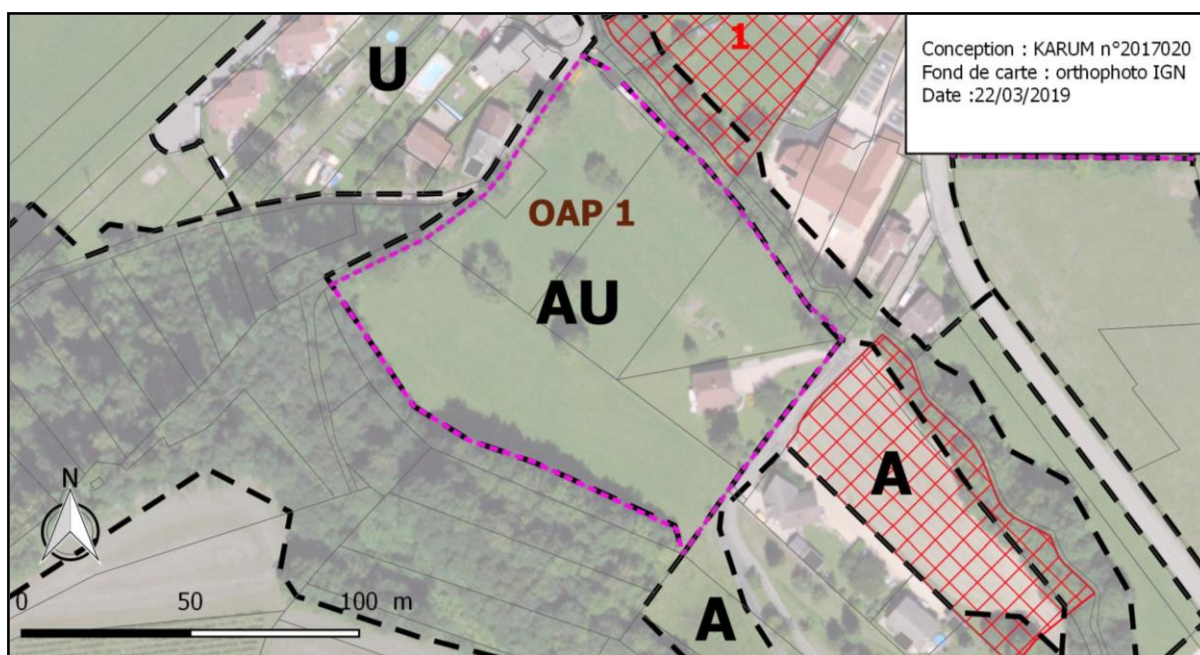 U
1
Conception : KARUM n°2017020
Fond de carte : orthophoto IGN
Date :22/03/2019
OAP 1
AU
A
A
N
0 50 100 m